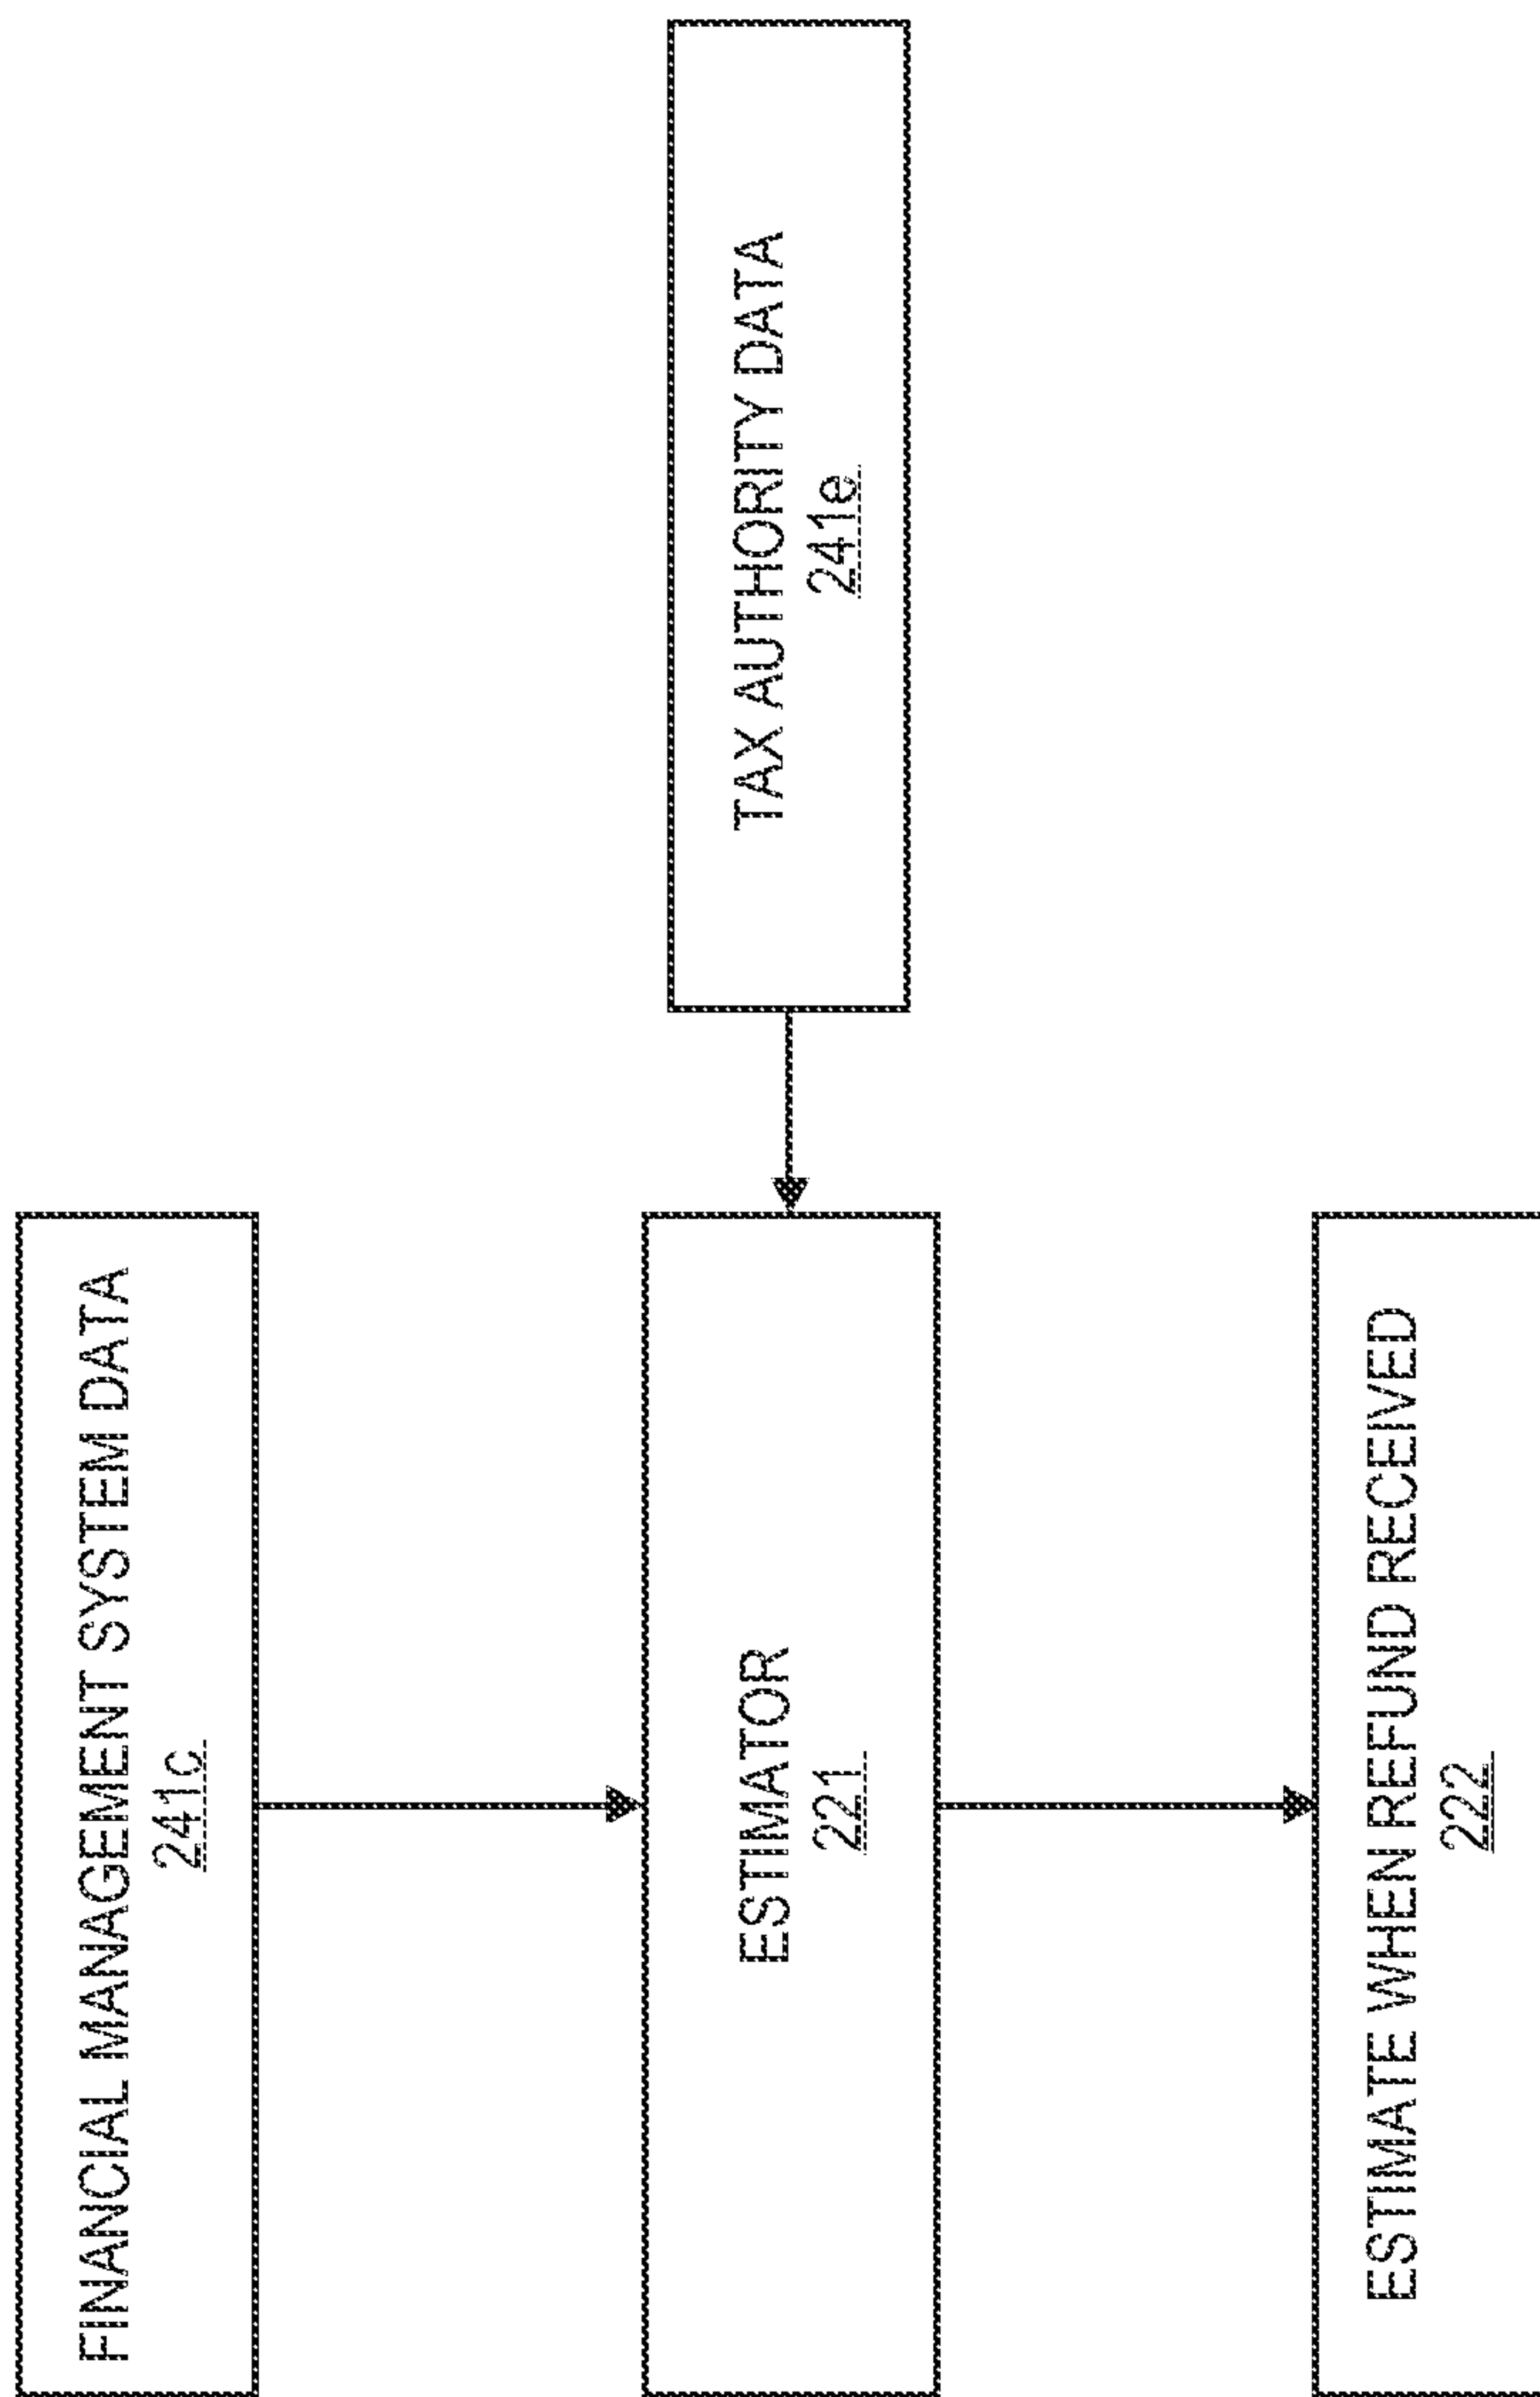 FINANCIAL MANAGEMENT SYSTEM DATA
241c
ESTIMATOR
221
TAX AUTHORITY DATA
241e
ESTIMATE WHEN REFUND RECEIVED
222